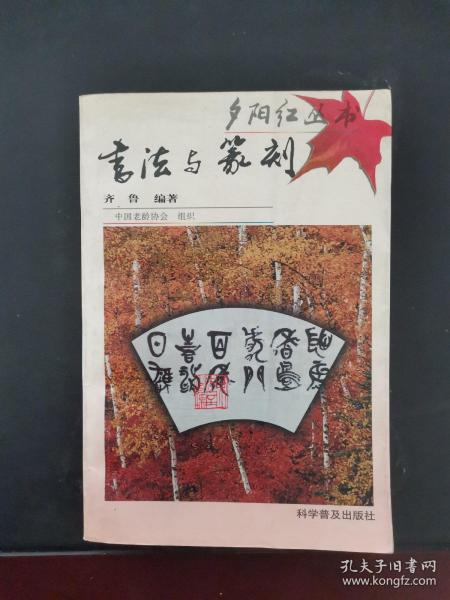 夕阳红丛书
书法与篆刻
齐鲁 编著
中国老龄协会 组织
科学普及出版社
孔夫子旧书网
www.kongfz.com